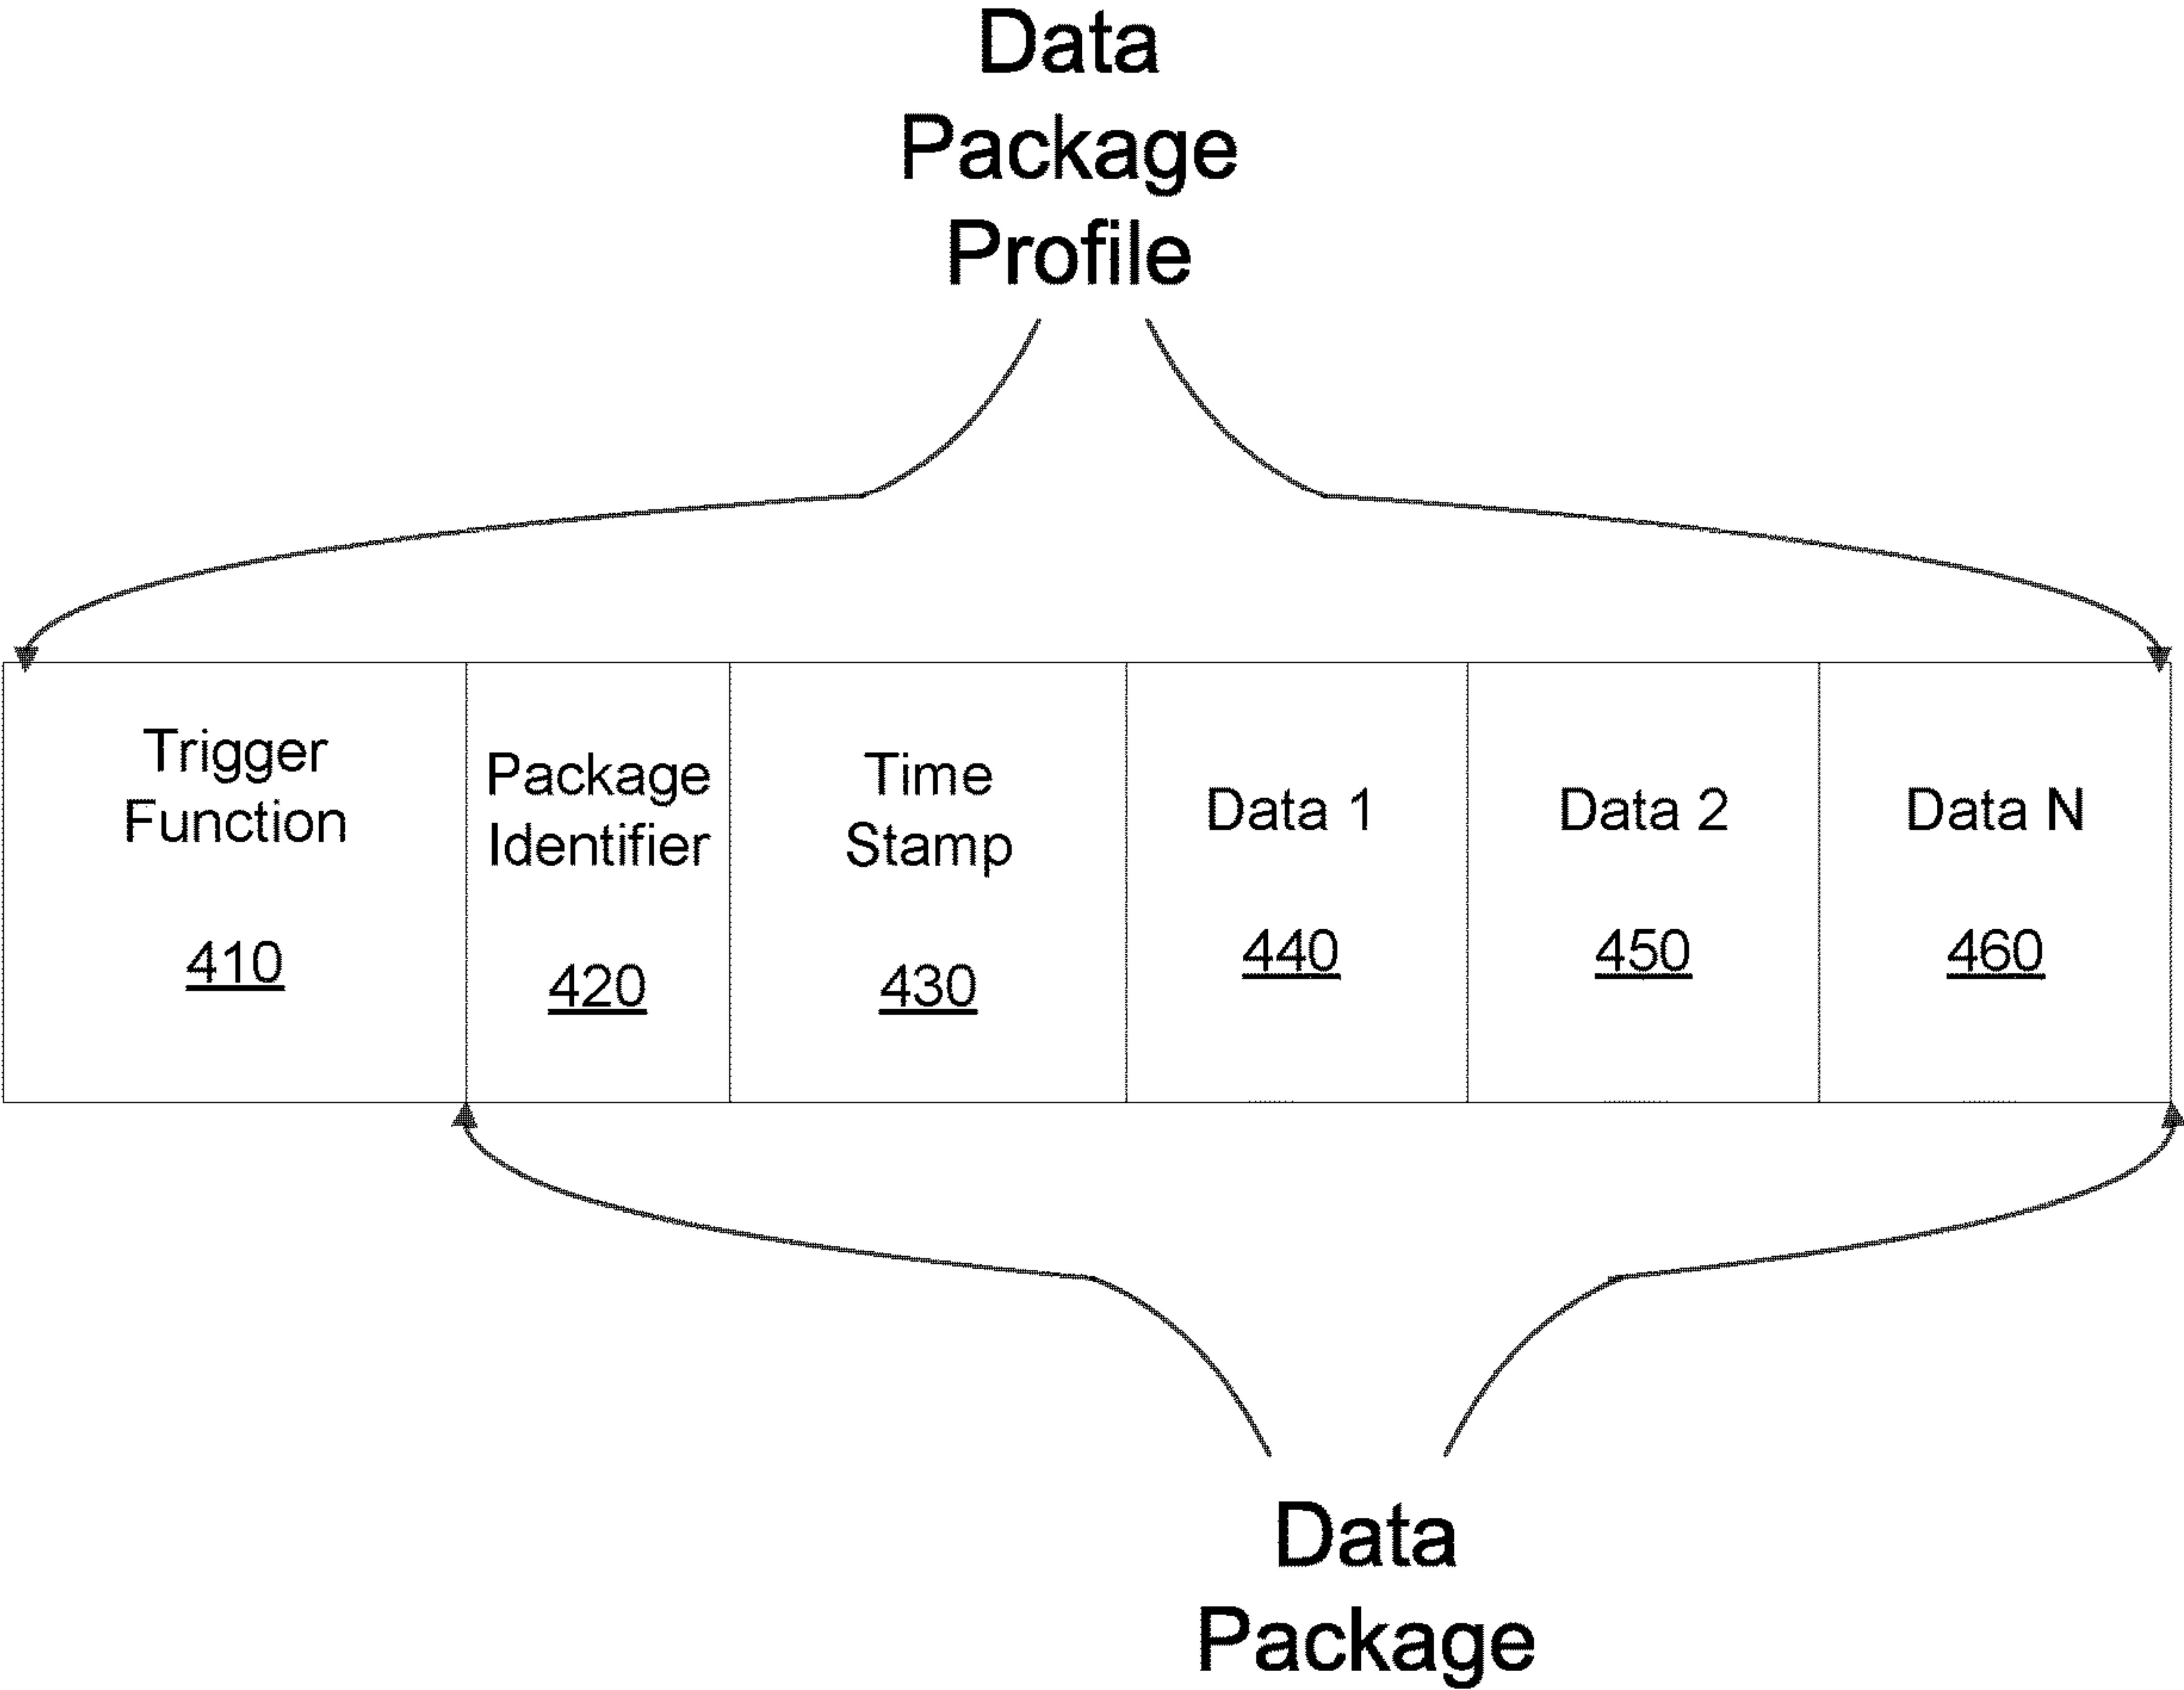 Data
Package
Profile
Trigger
Function
410
Package
Identifier
420
Time
Stamp
430
Data 1
440
Data 2
450
Data N
460
Data
Package